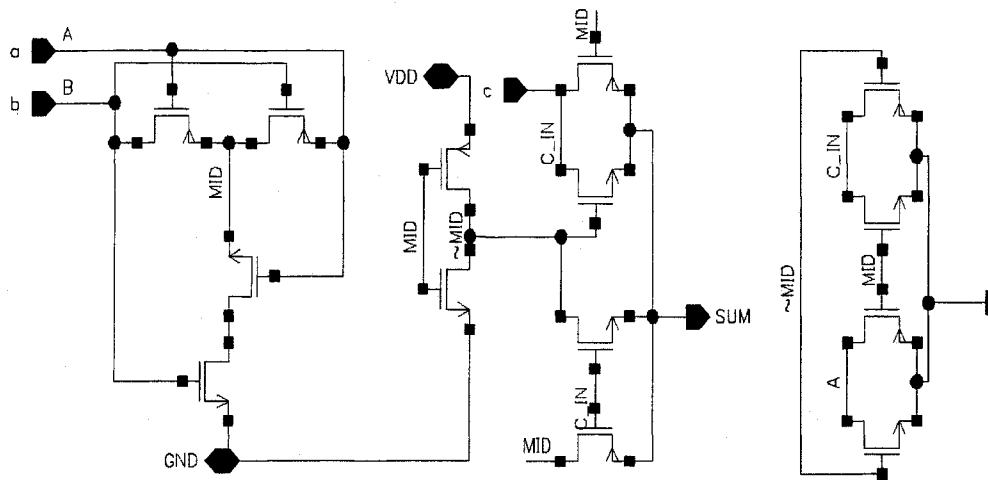 a A
b B
MID
VDD
MID
~MID
GND
MID
c
C_IN
SUM
C_IN
MID
~MID
C_IN
MID
A